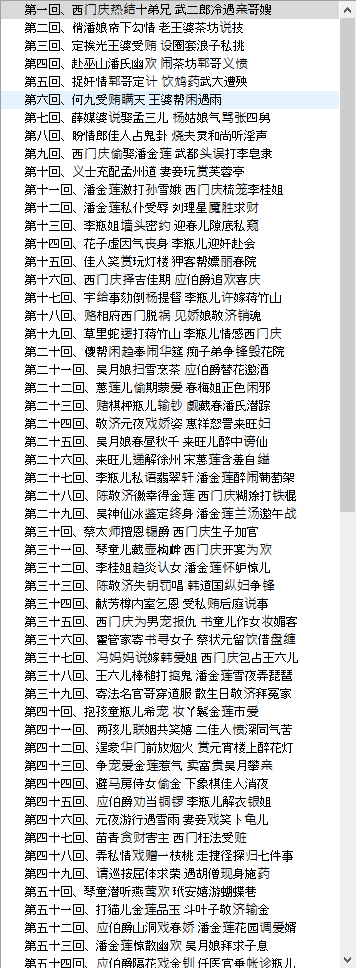 第一回、西门庆热结十弟兄 武二郎冷遇亲哥嫂
第二回、俏潘娘帘下勾情 老王婆茶坊说技
第三回、定挨光王婆受贿 设圈套浪子私挑
第四回、赴巫山潘氏幽欢 闹茶坊郓哥义愤
第五回、捉奸情郓哥定计 饮鸩药武大遭殃
第六回、何九受贿瞒天 王婆帮闲遇雨
第七回、薛媒婆说娶孟三儿 杨姑娘气骂张四舅
第八回、盼情郎佳人占鬼卦 烧夫灵和尚听淫声
第九回、西门庆偷娶潘金莲 武都头误打李皂隶
第十回、义士充配孟州道 妻妾玩赏芙蓉亭
第十一回、潘金莲激打孙雪娥 西门庆梳笼李桂姐
第十二回、潘金莲私仆受辱 刘理星魇胜求财
第十三回、李瓶姐墙头密约 迎春儿隙底私窥
第十四回、花子虚因气丧身 李瓶儿迎奸赴会
第十五回、佳人笑赏玩灯楼 狎客帮嫖丽春院
第十六回、西门庆择吉佳期 应伯爵追欢喜庆
第十七回、宇给事劾倒杨提督 李瓶儿许嫁蒋竹山
第十八回、赂相府西门脱祸 见娇娘敬济销魂
第十九回、草里蛇逻打蒋竹山 李瓶儿情感西门庆
第二十回、傻帮闲趋奉闹华筵 痴子弟争锋毁花院
第二十一回、吴月娘扫雪烹茶 应伯爵替花邀酒
第二十二回、蕙莲儿偷期蒙爱 春梅姐正色闲邪
第二十三回、赌棋枰瓶儿输钞 觑藏春潘氏潜踪
第二十四回、敬济元夜戏娇姿 惠祥怒詈来旺妇
第二十五回、吴月娘春昼秋千 来旺儿醉中谤仙
第二十六回、来旺儿递解徐州 宋蕙莲含羞自缢
第二十七回、李瓶儿私语翡翠轩 潘金莲醉闹葡萄架
第二十八回、陈敬济徼幸得金莲 西门庆糊涂打铁棍
第二十九回、吴神仙冰鉴定终身 潘金莲兰汤邀午战
第三十回、蔡太师擅恩锡爵 西门庆生子加官
第三十一回、琴童儿藏壶构衅 西门庆开宴为欢
第三十二回、李桂姐趋炎认女 潘金莲怀妒惊儿
第三十三回、陈敬济失钥罚唱 韩道国纵妇争锋
第三十四回、献芳樽内室乞恩 受私贿后庭说事
第三十五回、西门庆为男宠报仇 书童儿作女妆媚客
第三十六回、翟管家寄书寻女子 蔡状元留饮借盘缠
第三十七回、冯妈妈说嫁韩爱姐 西门庆包占王六儿
第三十八回、王六儿棒槌打捣鬼 潘金莲雪夜弄琵琶
第三十九回、寄法名官哥穿道服 散生日敬济拜冤家
第四十回、抱孩童瓶儿希宠 妆丫鬟金莲市爱
第四十一回、两孩儿联姻共笑嬉 二佳人愤深同气苦
第四十二回、逞豪华门前放烟火 赏元宵楼上醉花灯
第四十三回、争宠爱金莲惹气 卖富贵吴月攀亲
第四十四回、避马房侍女偷金 下象棋佳人消夜
第四十五回、应伯爵劝当铜锣 李瓶儿解衣银姐
第四十六回、元夜游行遇雪雨 妻妾戏笑卜龟儿
第四十七回、苗青贪财害主 西门枉法受赃
第四十八回、弄私情戏赠一枝桃 走捷径探归七件事
第四十九回、请巡按屈体求荣 遇胡僧现身施药
第五十回、琴童潜听燕莺欢 玳安嬉游蝴蝶巷
第五十一回、打猫儿金莲品玉 斗叶子敬济输金
第五十二回、应伯爵山洞戏春娇 潘金莲花园调爱婿
第五十三回、潘金莲惊散幽欢 吴月娘拜求子息
第五十四回、应伯爵隔花戏金钏 任医官垂帐诊瓶儿